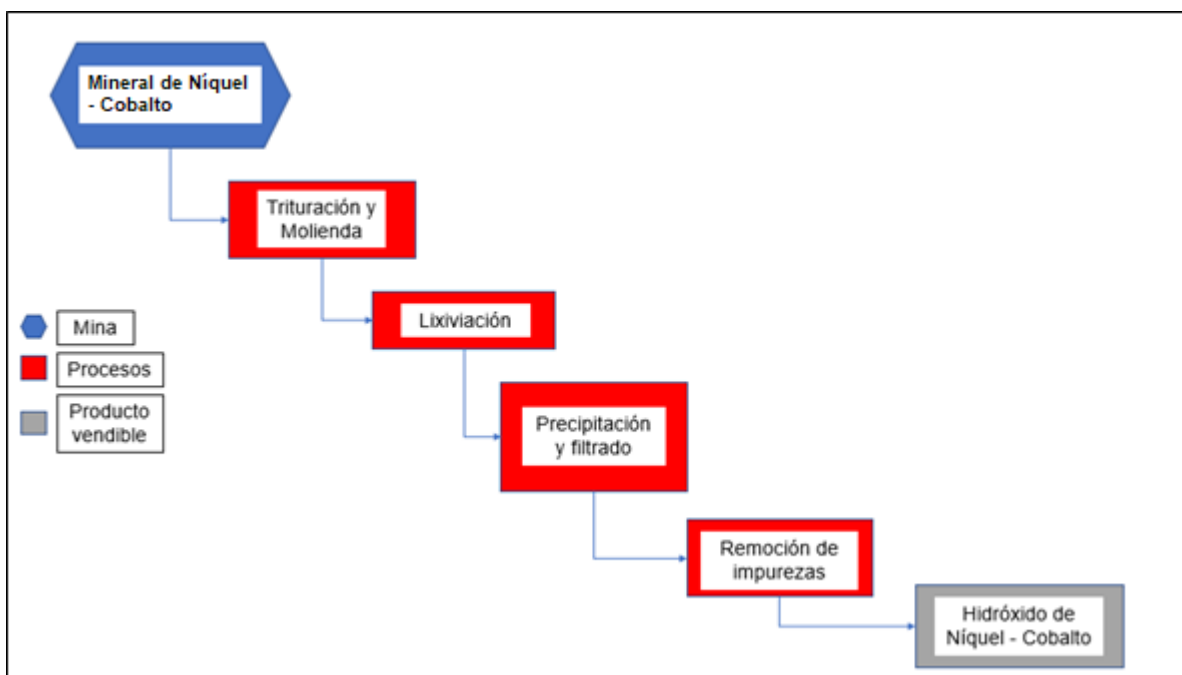 Mineral de Níquel
- Cobalto
Trituración y
Molienda
Lixiviación
Mina
Procesos
Producto
vendible
Precipitación
y filtrado
Remoción de
impurezas
Hidróxido de
Níquel - Cobalto